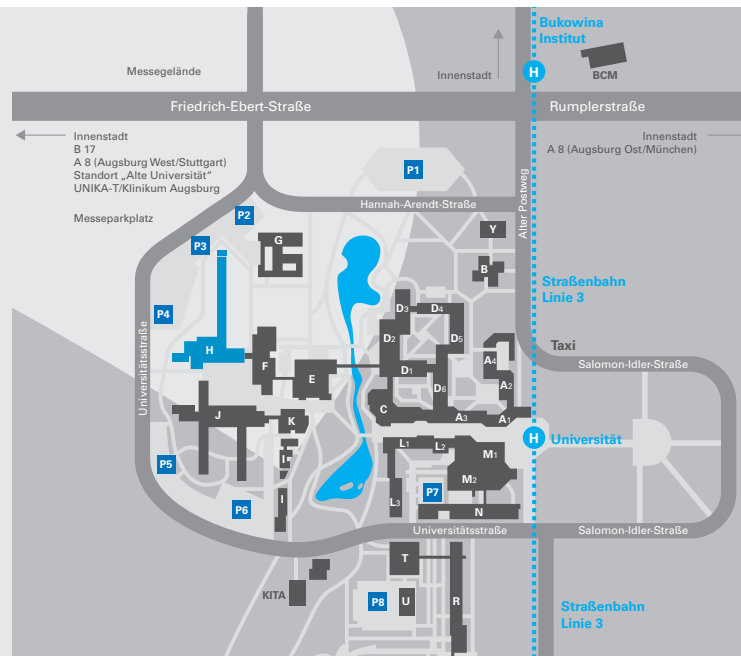 Bukowina
Institut
Messegelände
Innenstadt
H
BCM
Friedrich-Ebert-Straße
Rumplerstraße
Innenstadt
B 17
A 8 (Augsburg West/Stuttgart)
Standort „Alte Universität“
UNIKA-T/Klinikum Augsburg
Innenstadt
A 8 (Augsburg Ost/München)
P1
Hannah-Arendt-Straße
Alter Postweg
Messeparkplatz
P2
P3
G
Y
B
Straßenbahn
Linie 3
P4
D3
D4
H
F
D2
D5
Taxi
A4
Salomon-Idler-Straße
Universitätsstraße
E
D1
D6
A2
J
K
C
A3
A1
H
Universität
L1
L2
M1
P5
I
M2
P6
I
L3
P7
N
Universitätsstraße
Salomon-Idler-Straße
T
KITA
P8
U
R
Straßenbahn
Linie 3